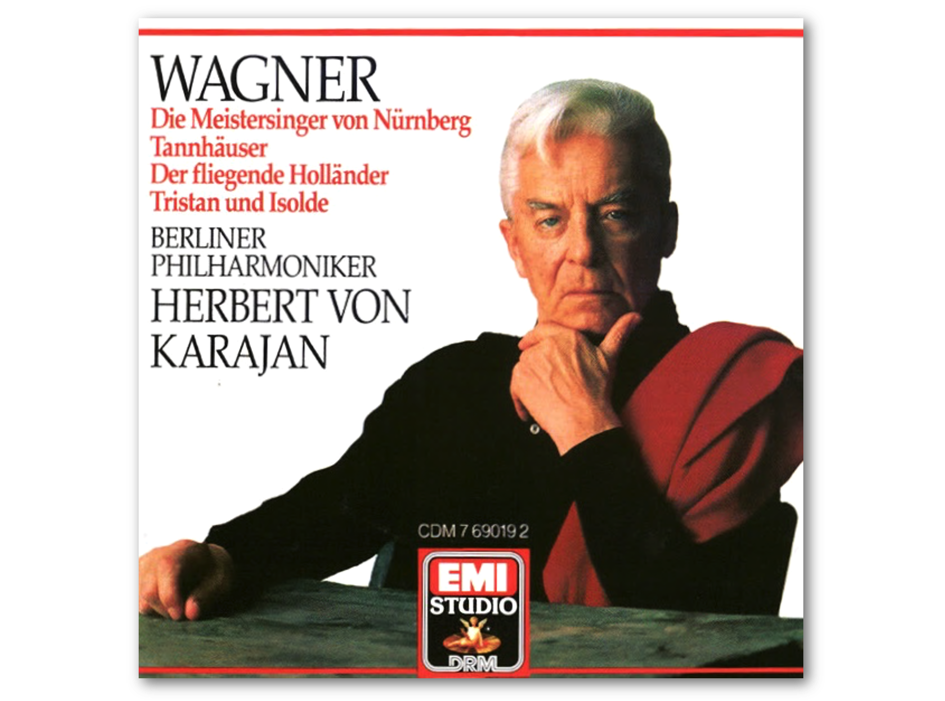 WAGNER
Die Meistersinger von Nürnberg
Tannhäuser
Der fliegende Holländer
Tristan und Isolde
BERLINER
PHILHARMONIKER
HERBERT VON
KARAJAN
CDM 7 69019 2
EMI
STUDIO
DRM